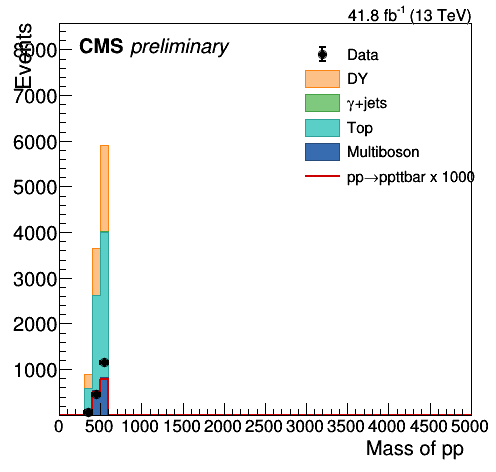 41.8 fb⁻¹ (13 TeV)
CMS preliminary
Events
Data
DY
γ+jets
Top
Multiboson
pp→ppttbar x 1000
8000
7000
6000
5000
4000
3000
2000
1000
0 500 1000 1500 2000 2500 3000 3500 4000 4500 5000
Mass of pp